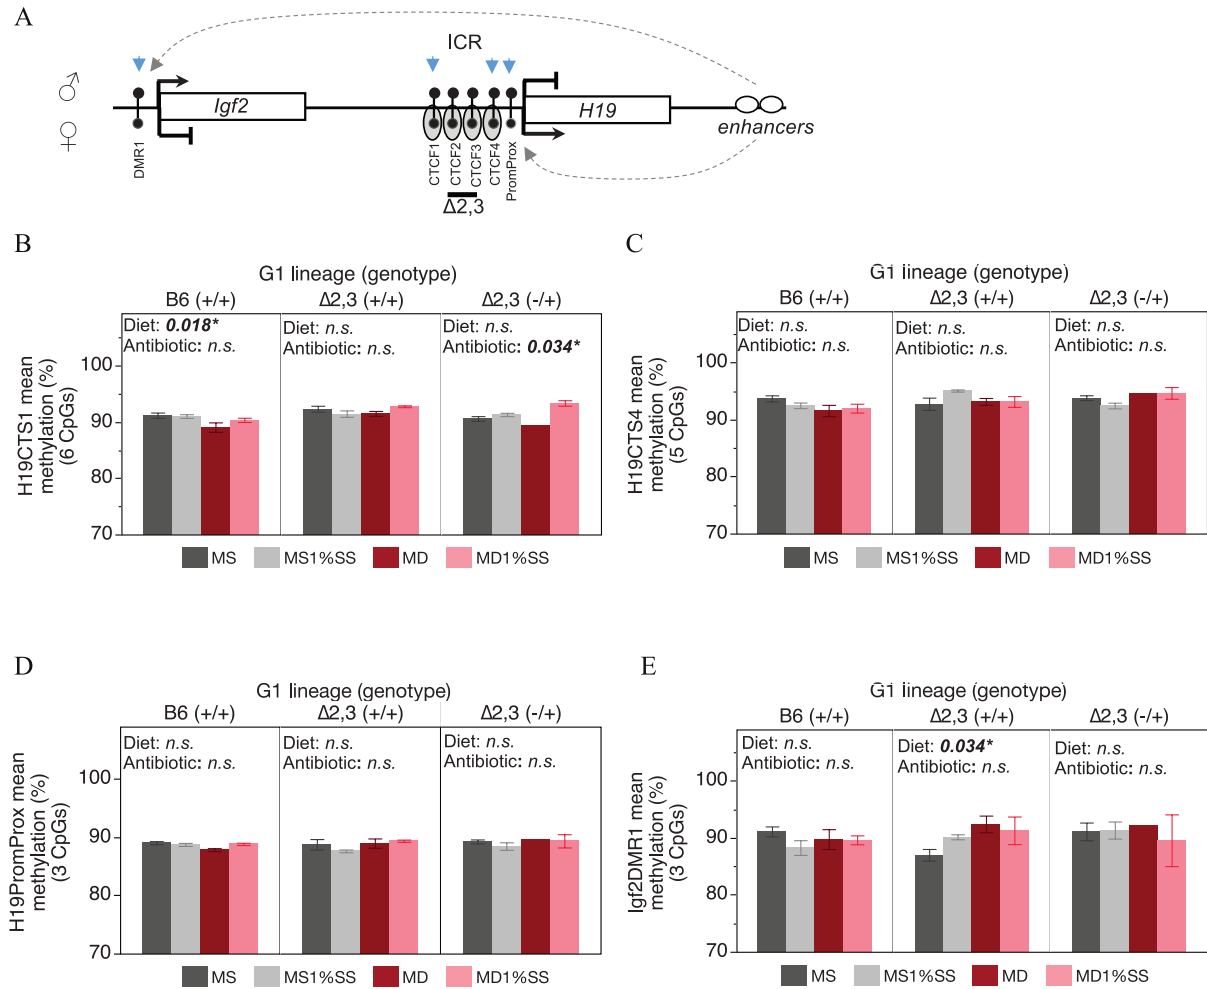 A
ICR
♂
♀
Igf2
H19
enhancers
DMR1
CTCF1
CTCF2
CTCF3
CTCF4
PromProx
Δ2,3
B
G1 lineage (genotype)
B6 (+/+)
Δ2,3 (+/+)
Δ2,3 (-/+)
Diet: 0.018*
Antibiotic: n.s.
Diet: n.s.
Antibiotic: n.s.
Diet: n.s.
Antibiotic: 0.034*
H19CTS1 mean
methylation (%)
(6 CpGs)
100
90
80
70
MS
MS1%SS
MD
MD1%SS
C
G1 lineage (genotype)
B6 (+/+)
Δ2,3 (+/+)
Δ2,3 (-/+)
Diet: n.s.
Antibiotic: n.s.
Diet: n.s.
Antibiotic: n.s.
Diet: n.s.
Antibiotic: n.s.
H19CTS4 mean
methylation (%)
(5 CpGs)
100
90
80
70
MS
MS1%SS
MD
MD1%SS
D
G1 lineage (genotype)
B6 (+/+)
Δ2,3 (+/+)
Δ2,3 (-/+)
Diet: n.s.
Antibiotic: n.s.
Diet: n.s.
Antibiotic: n.s.
Diet: n.s.
Antibiotic: n.s.
H19PromProx mean
methylation (%)
(3 CpGs)
100
90
80
70
MS
MS1%SS
MD
MD1%SS
E
G1 lineage (genotype)
B6 (+/+)
Δ2,3 (+/+)
Δ2,3 (-/+)
Diet: n.s.
Antibiotic: n.s.
Diet: 0.034*
Antibiotic: n.s.
Diet: n.s.
Antibiotic: n.s.
Igf2DMR1 mean
methylation (%)
(3 CpGs)
100
90
80
70
MS
MS1%SS
MD
MD1%SS